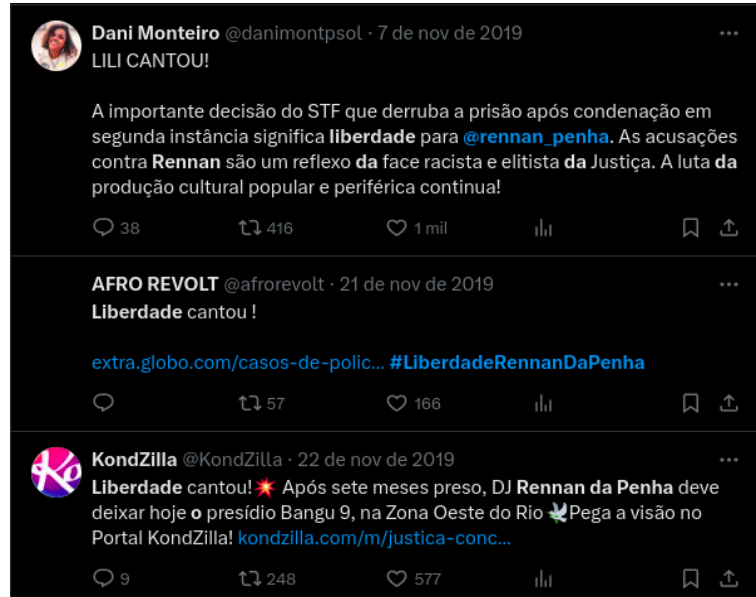 Dani Monteiro @danimontpsol · 7 de nov de 2019
LILI CANTOU!
A importante decisão do STF que derruba a prisão após condenação em
segunda instância significa liberdade para @rennan_penha. As acusações
contra Rennan são um reflexo da face racista e elitista da Justiça. A luta da
produção cultural popular e periférica continua!
38 416 1 mil
AFRO REVOLT @afrorevolt · 21 de nov de 2019
Liberdade cantou !
extra.globo.com/casos-de-polic... #LiberdadeRennanDaPenha
57 166
Ko
KondZilla @KondZilla · 22 de nov de 2019
Liberdade cantou!💥 Após sete meses preso, DJ Rennan da Penha deve
deixar hoje o presídio Bangu 9, na Zona Oeste do Rio 🕊Pega a visão no
Portal KondZilla! kondzilla.com/m/justica-conc...
9 248 577